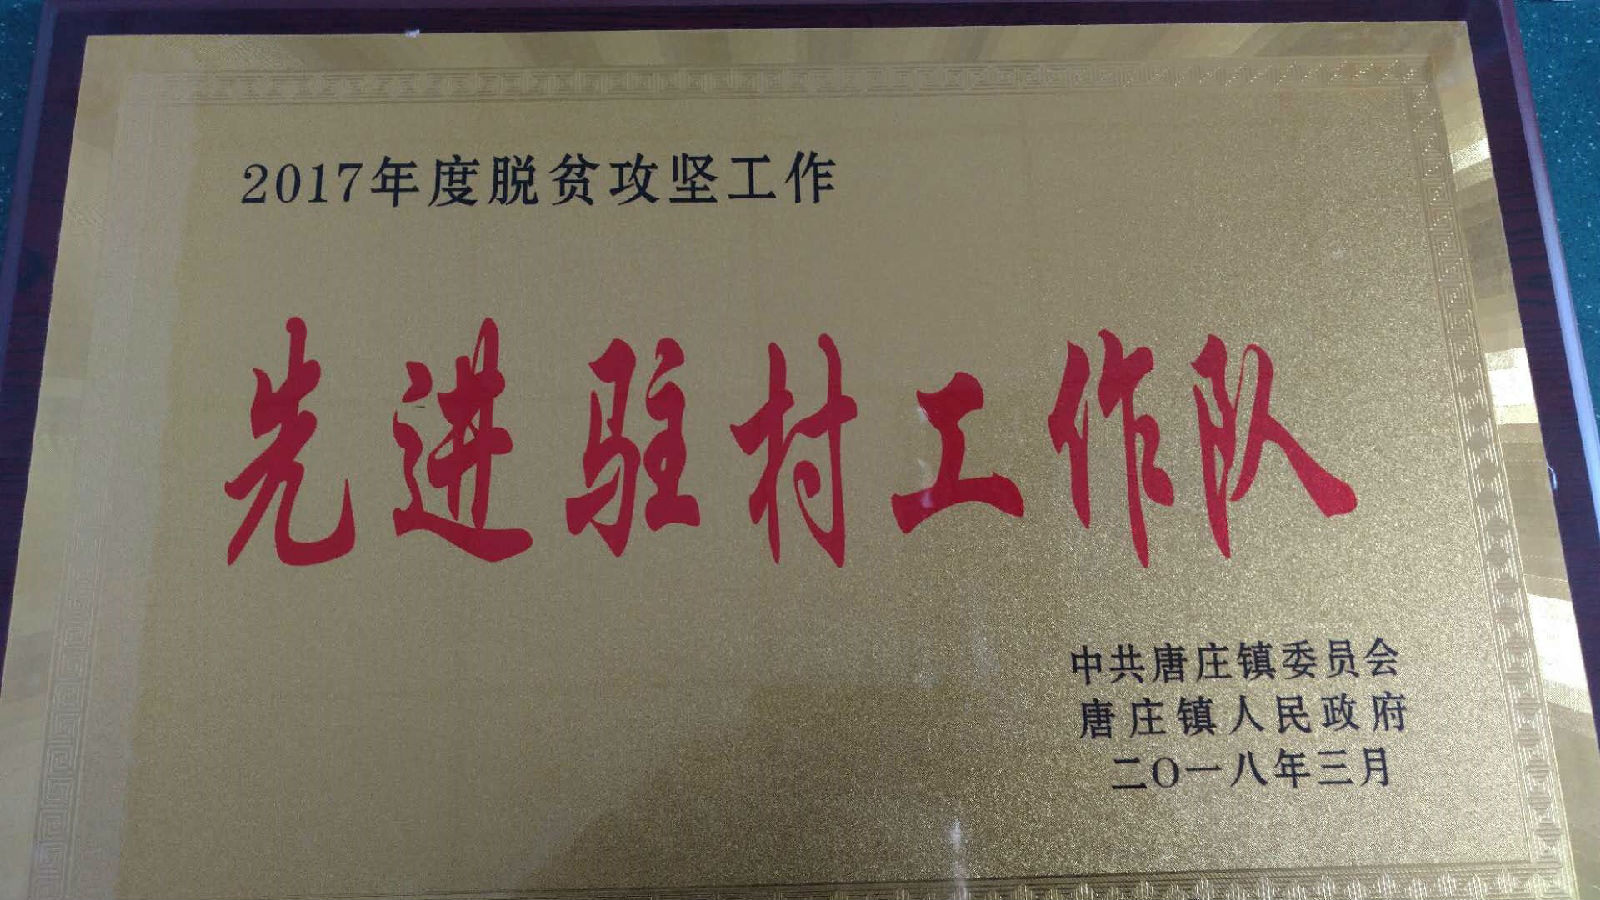 2017年度脱贫攻坚工作
先进驻村工作队
中共唐庄镇委员会
唐庄镇人民政府
二〇一八年三月